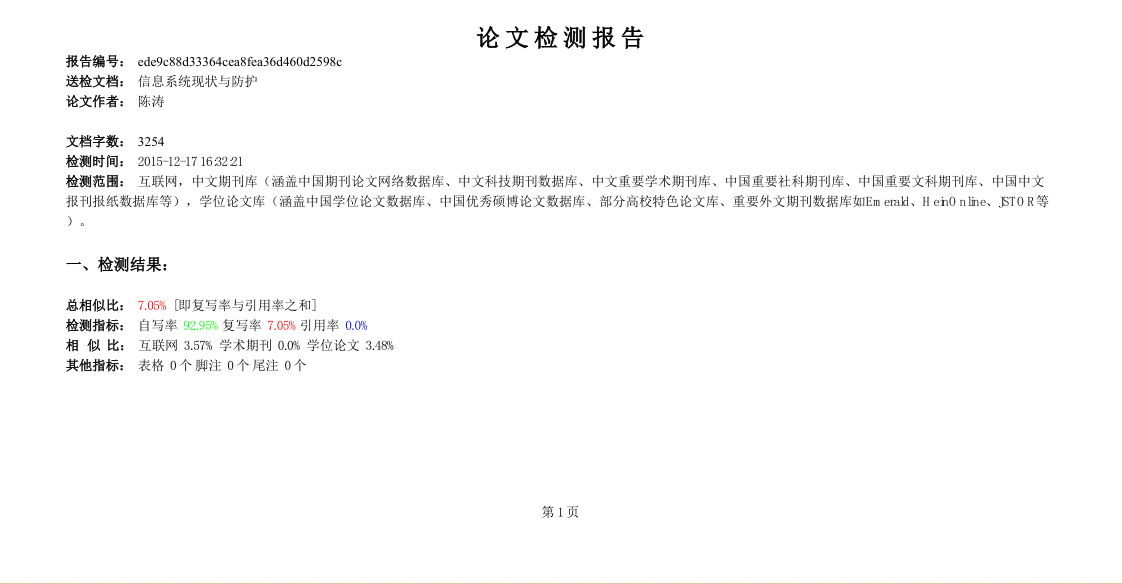 论文检测报告
报告编号： ede9c88d33364cea8fea36d460d2598c
送检文档： 信息系统现状与防护
论文作者： 陈涛
文档字数： 3254
检测时间： 2015-12-17 16:32:21
检测范围： 互联网，中文期刊库（涵盖中国期刊论文网络数据库、中文科技期刊数据库、中文重要学术期刊库、中国重要社科期刊库、中国重要文科期刊库、中国中文
报刊报纸数据库等），学位论文库（涵盖中国学位论文数据库、中国优秀硕博论文数据库、部分高校特色论文库、重要外文期刊数据库如Emerald、HeinOnline、JSTOR等
）。
一、检测结果：
总相似比： 7.05% [即复写率与引用率之和]
检测指标： 自写率 92.95% 复写率 7.05% 引用率 0.0%
相 似 比： 互联网 3.57% 学术期刊 0.0% 学位论文 3.48%
其他指标： 表格 0个 脚注 0个 尾注 0个
第 1 页